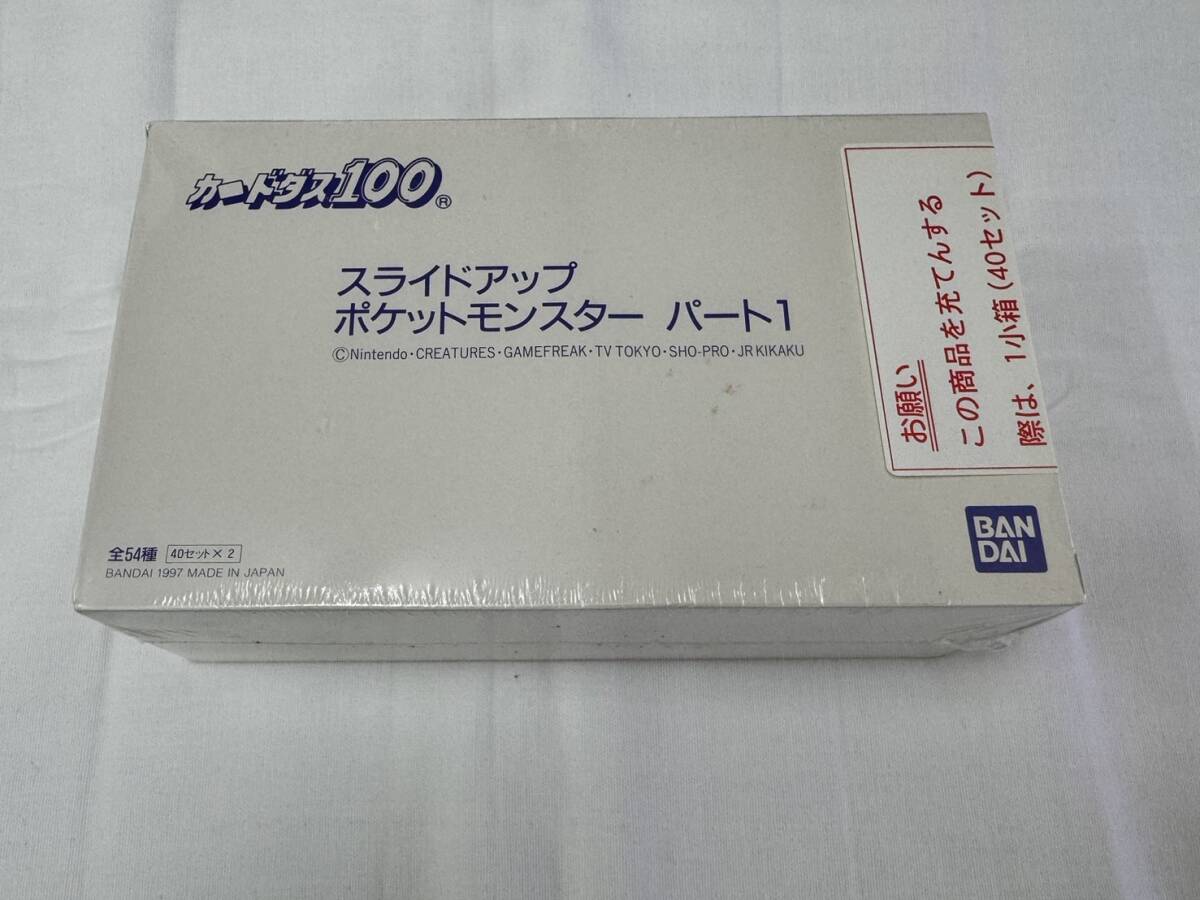 カードダス100®
スライドアップ
ポケットモンスター パート1
©Nintendo・CREATURES・GAMEFREAK・TV TOKYO・SHO-PRO・JR KIKAKU
全54種 40セット×2
BANDAI 1997 MADE IN JAPAN
お願い
この商品を充てんする
際は、1小箱(40セット)
BAN
DAI